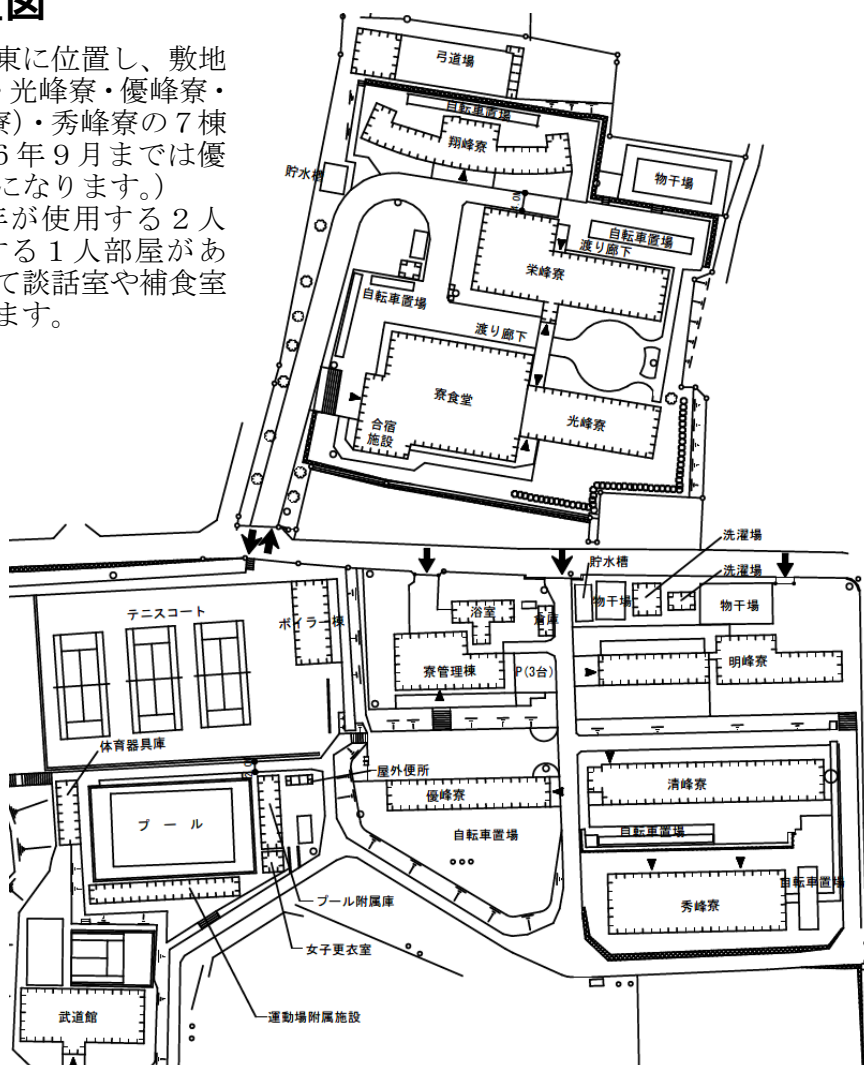 図
東に位置し、敷地
・光峰寮・優峰寮・
寮)・秀峰寮の7棟
6年9月までは優
になります。)
年が使用する2人
する1人部屋があ
て談話室や補食室
ます。
弓道場
自転車置場
翔峰寮
貯水槽
物干場
自転車置場
渡り廊下
栄峰寮
自転車置場
渡り廊下
寮食堂
光峰寮
合宿
施設
洗濯場
貯水槽
洗濯場
テニスコート
ボイラー棟
浴室
倉庫
物干場
物干場
寮管理棟
P(3台)
明峰寮
体育器具庫
屋外便所
優峰寮
清峰寮
プール
自転車置場
自転車置場
自転車置場
プール附属庫
秀峰寮
女子更衣室
武道館
運動場附属施設